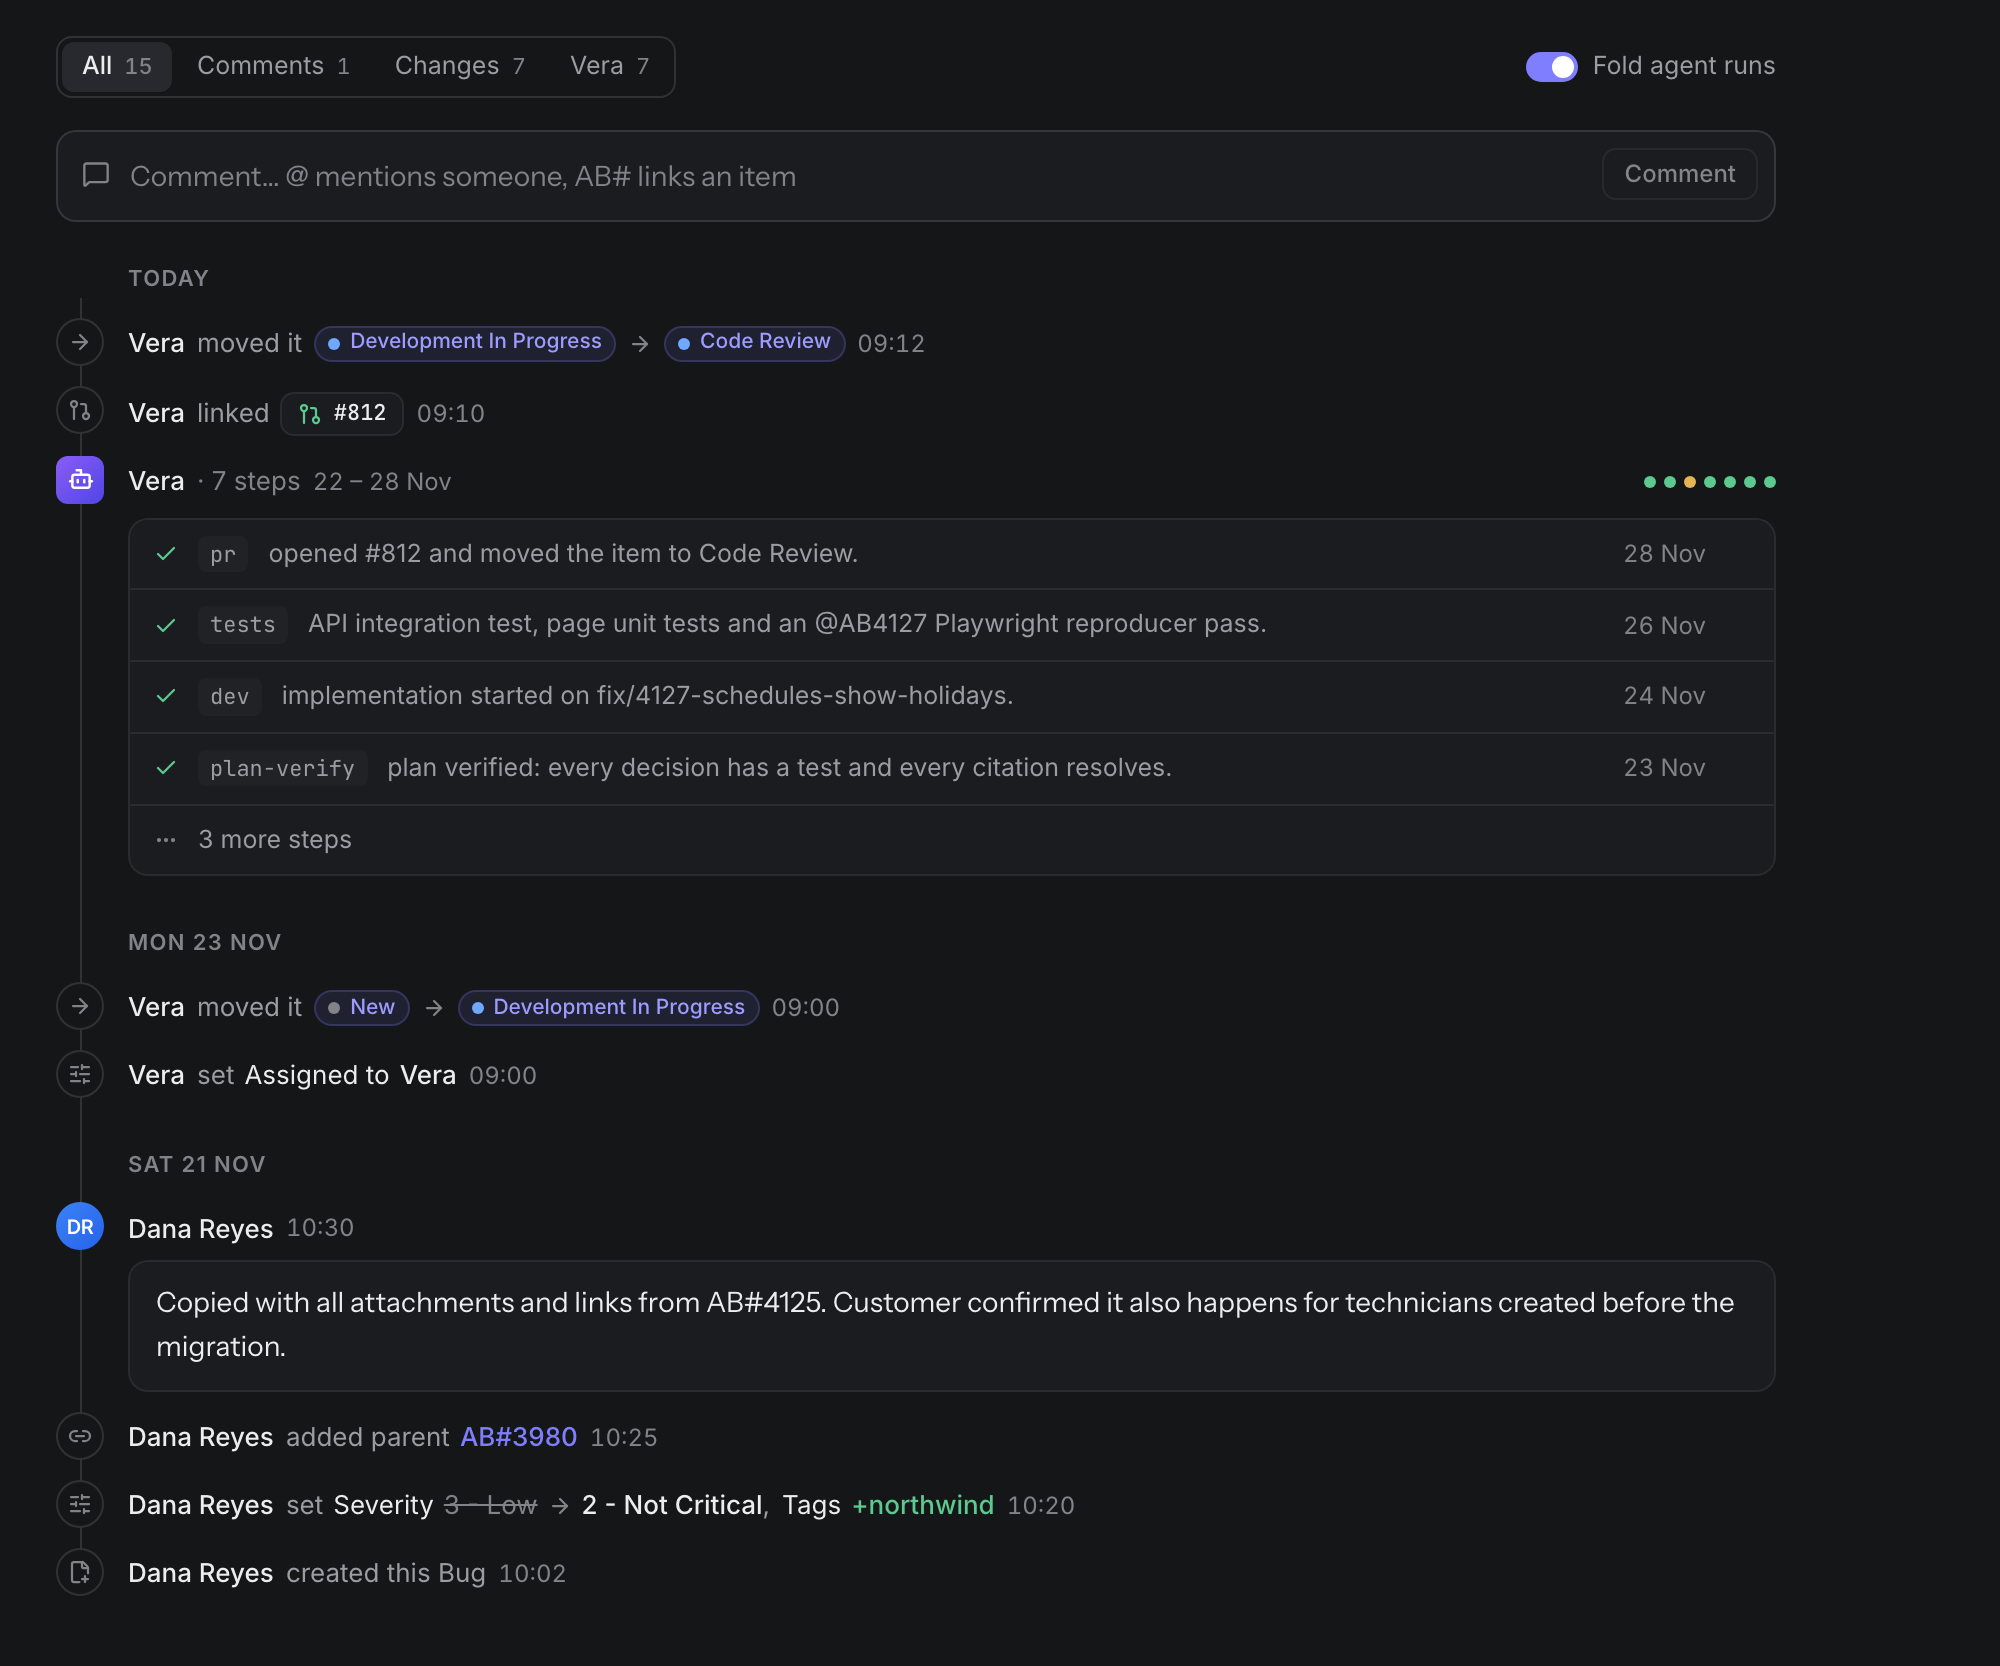 All 15 Comments 1 Changes 7 Vera 7 Fold agent runs
Comment... @ mentions someone, AB# links an item Comment
TODAY
Vera moved it Development In Progress → Code Review 09:12
Vera linked #812 09:10
Vera · 7 steps 22 – 28 Nov
pr opened #812 and moved the item to Code Review. 28 Nov
tests API integration test, page unit tests and an @AB4127 Playwright reproducer pass. 26 Nov
dev implementation started on fix/4127-schedules-show-holidays. 24 Nov
plan-verify plan verified: every decision has a test and every citation resolves. 23 Nov
··· 3 more steps
MON 23 NOV
Vera moved it New → Development In Progress 09:00
Vera set Assigned to Vera 09:00
SAT 21 NOV
DR Dana Reyes 10:30
Copied with all attachments and links from AB#4125. Customer confirmed it also happens for technicians created before the
migration.
Dana Reyes added parent AB#3980 10:25
Dana Reyes set Severity 3 - Low → 2 - Not Critical, Tags +northwind 10:20
Dana Reyes created this Bug 10:02